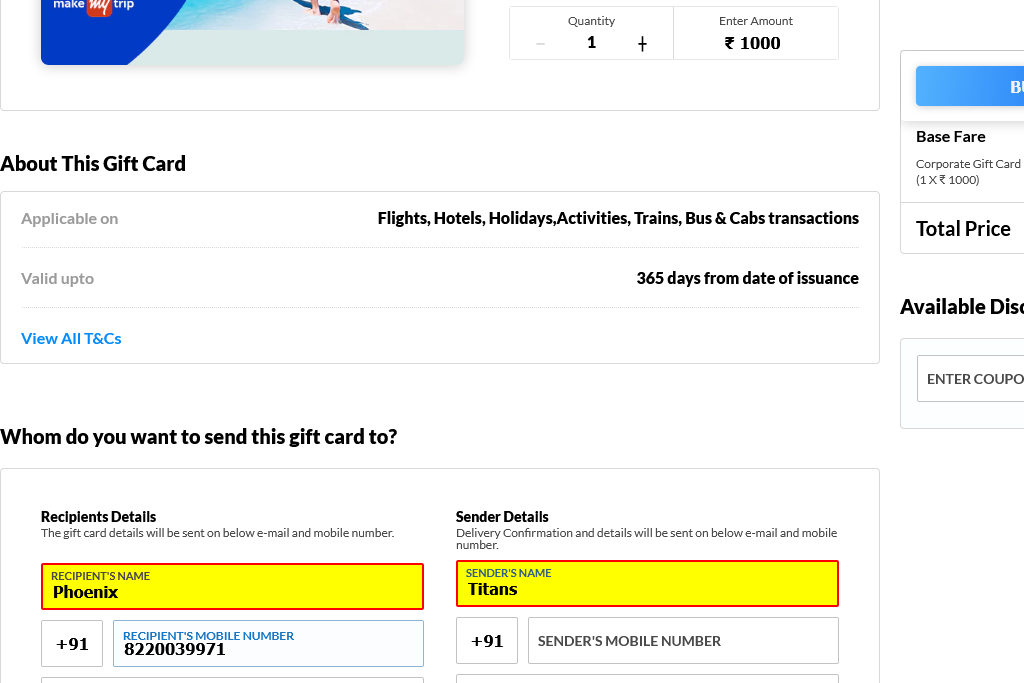 make my trip
Quantity
Enter Amount
− 1 +
₹ 1000
Base Fare
Corporate Gift Card
(1 X ₹ 1000)
Total Price
About This Gift Card
Applicable on
Flights, Hotels, Holidays,Activities, Trains, Bus & Cabs transactions
Valid upto
365 days from date of issuance
View All T&Cs
Available Disc
ENTER COUPO
Whom do you want to send this gift card to?
Recipients Details
The gift card details will be sent on below e-mail and mobile number.
RECIPIENT'S NAME
Phoenix
+91
RECIPIENT'S MOBILE NUMBER
8220039971
Sender Details
Delivery Confirmation and details will be sent on below e-mail and mobile
number.
SENDER'S NAME
Titans
+91
SENDER'S MOBILE NUMBER